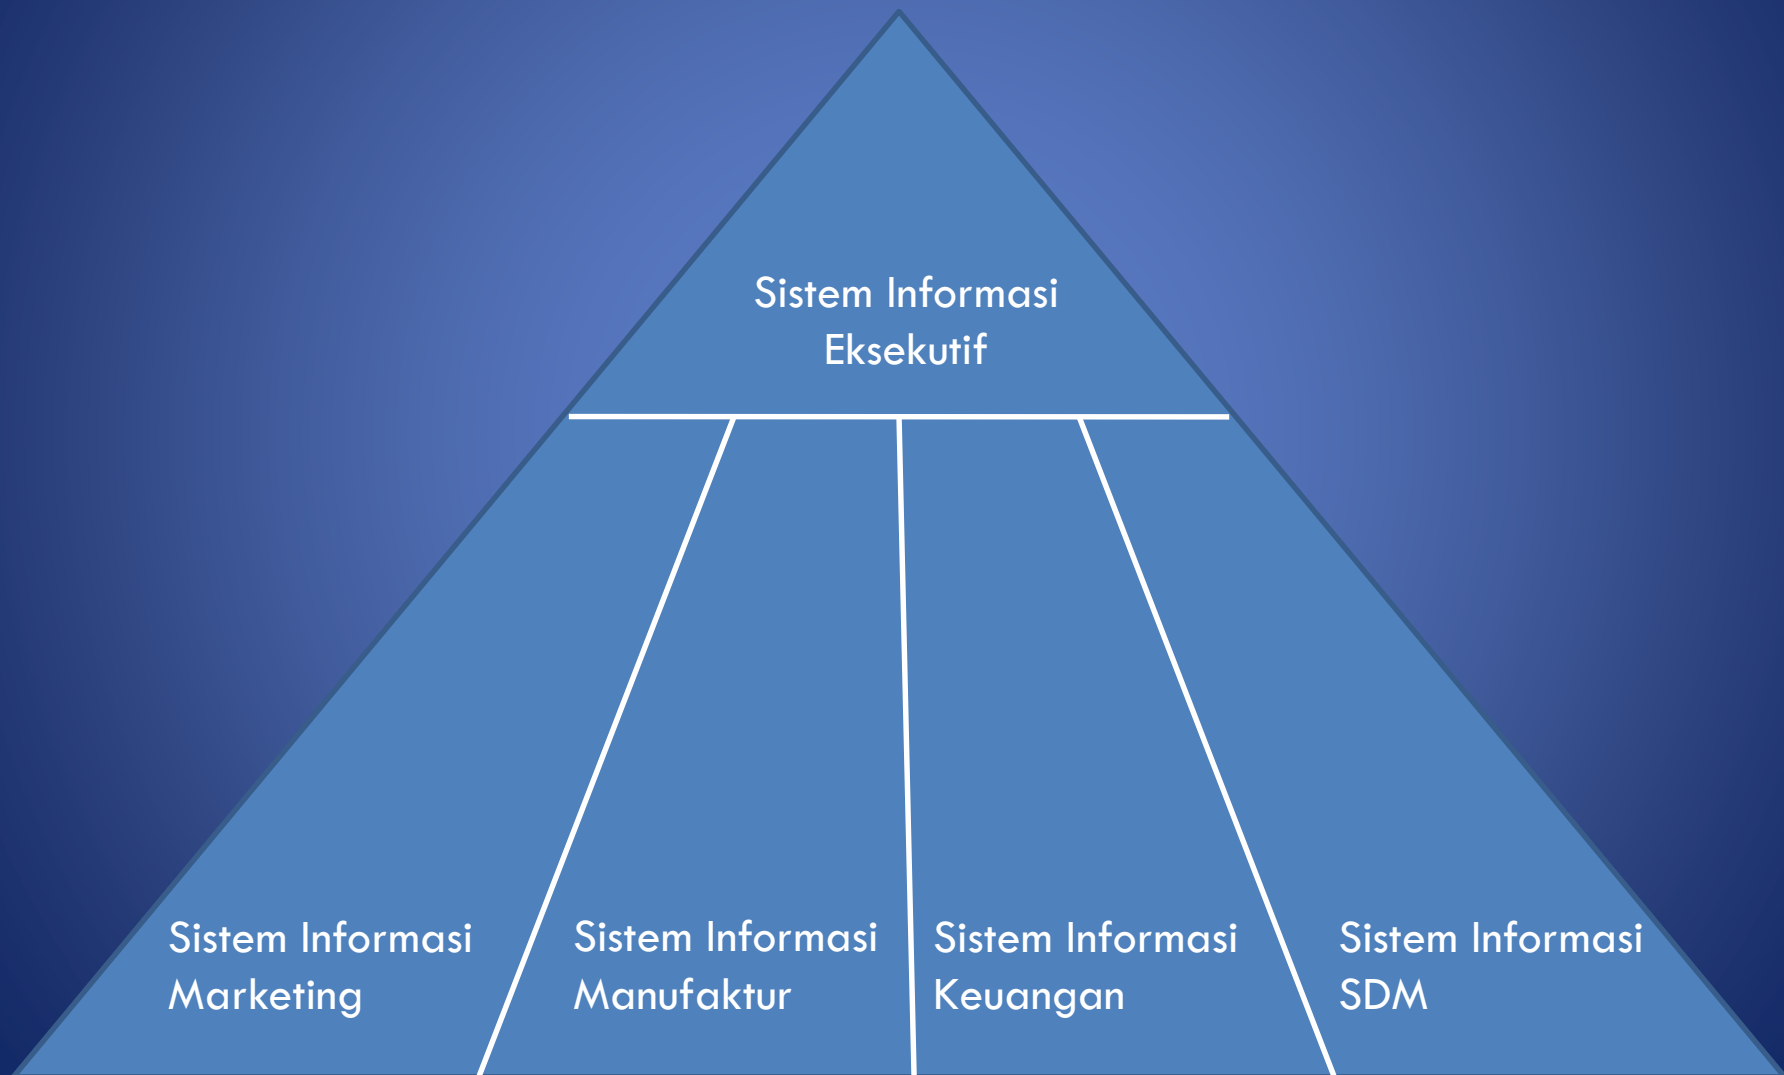 Sistem Informasi
Eksekutif
Sistem Informasi
Marketing
Sistem Informasi
Manufaktur
Sistem Informasi
Keuangan
Sistem Informasi
SDM